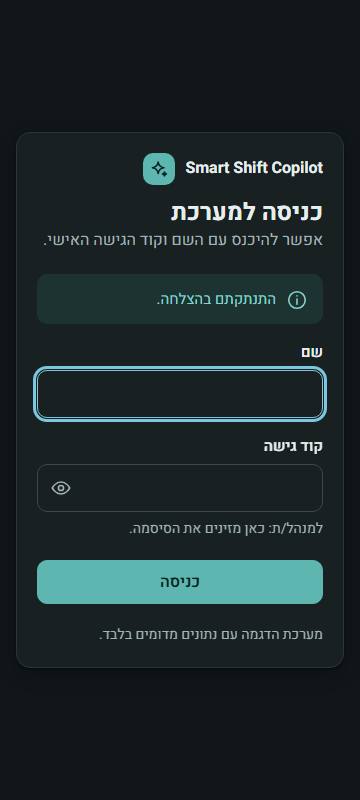 Smart Shift Copilot
כניסה למערכת
אפשר להיכנס עם השם וקוד הגישה האישי.
התנתקתם בהצלחה.
שם
קוד גישה
למנהל/ת: כאן מזינים את הסיסמה.
כניסה
מערכת הדגמה עם נתונים מדומים בלבד.